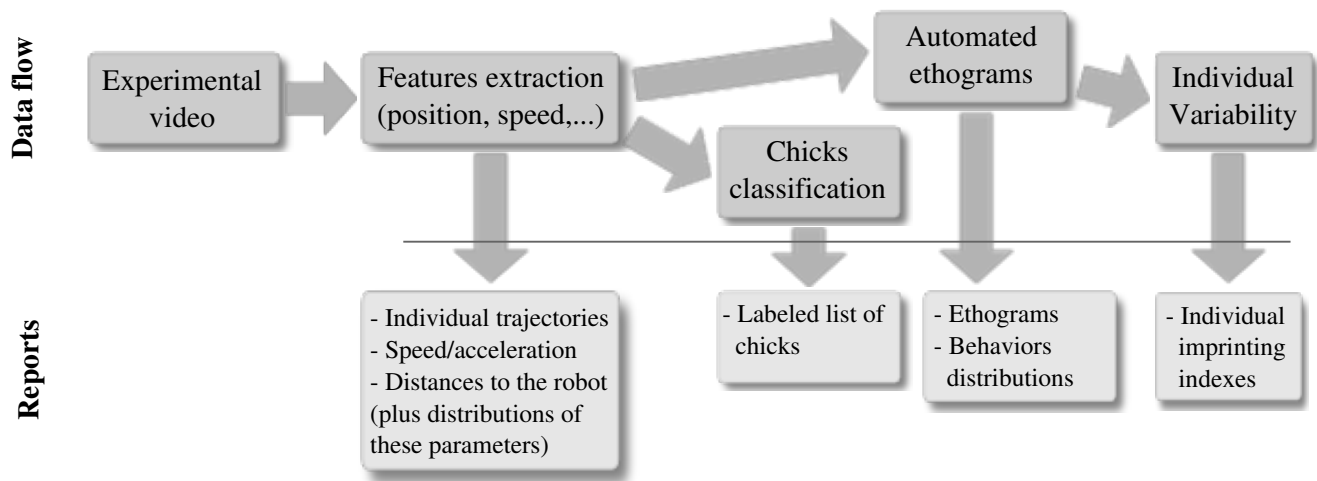 Data flow
Experimental
video
Features extraction
(position, speed,...)
Automated
ethograms
Individual
Variability
Chicks
classification
Reports
- Individual trajectories
- Speed/acceleration
- Distances to the robot
(plus distributions of
these parameters)
- Labeled list of
chicks
- Ethograms
- Behaviors
distributions
- Individual
imprinting
indexes